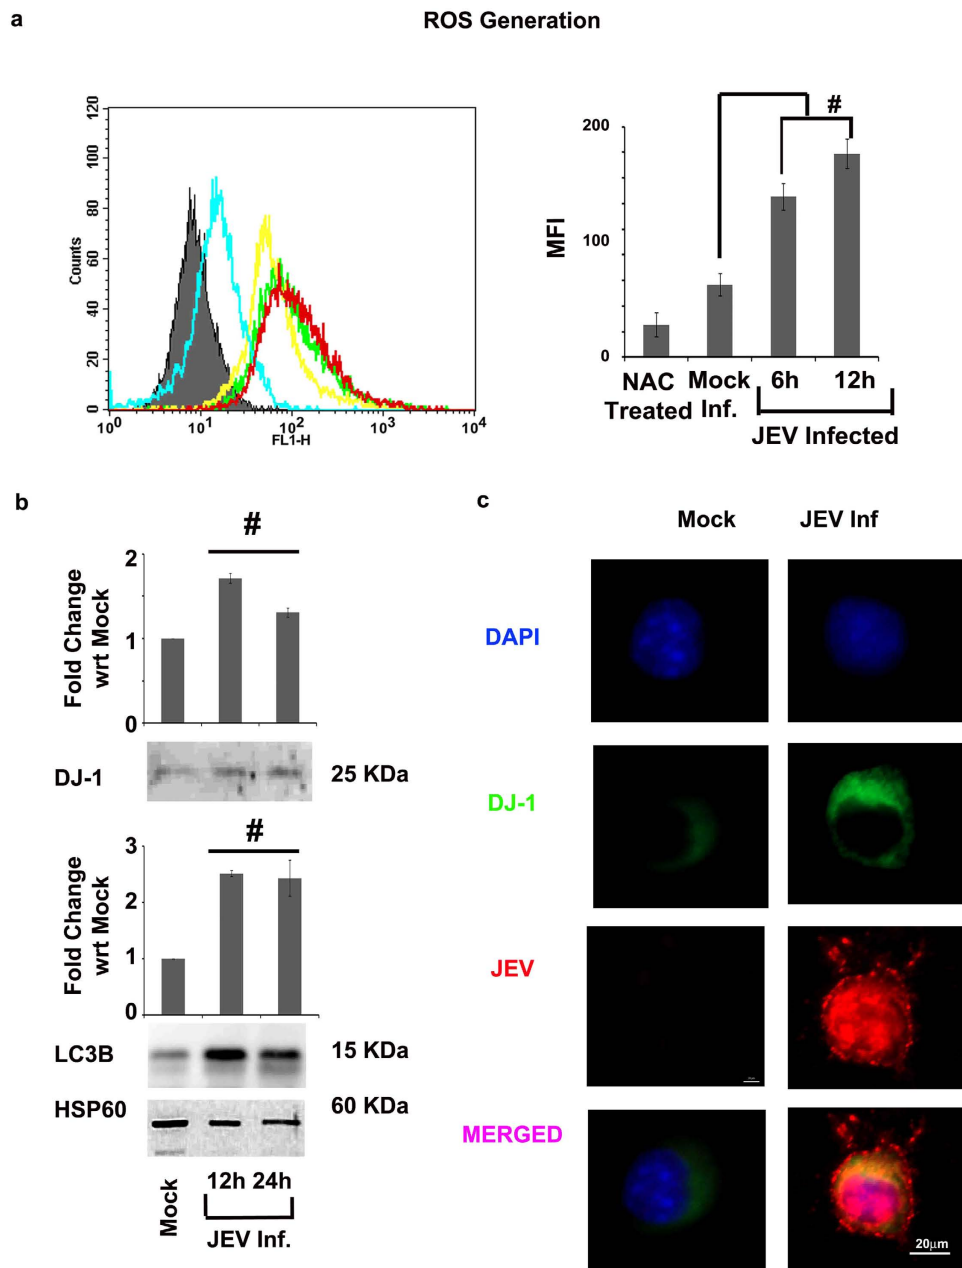 a
ROS Generation
120
100
80
60
40
20
0
Counts
10^0 10^1 10^2 10^3 10^4
FL1-H
#
200
100
0
MFI
NAC Treated
Mock Inf.
6h 12h
JEV Infected
b
#
2
1
0
Fold Change
wrt Mock
DJ-1 25 KDa
#
3
2
1
0
Fold Change
wrt Mock
LC3B 15 KDa
HSP60 60 KDa
Mock
12h 24h
JEV Inf.
c
Mock JEV Inf
DAPI
DJ-1
JEV
MERGED
20µm